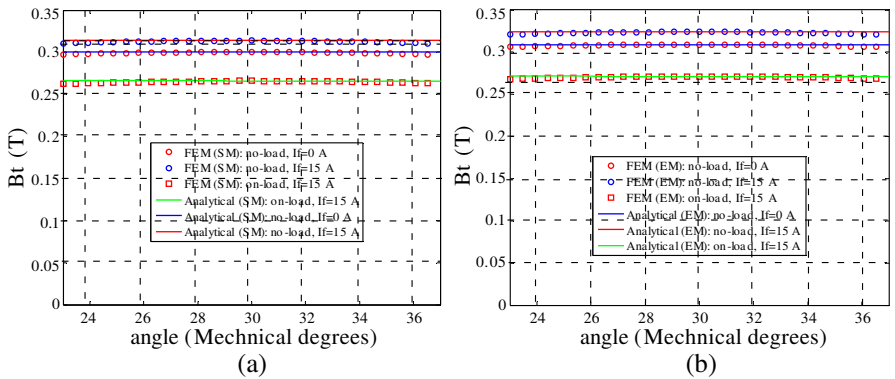 0.35
0.3
0.25
0.2
0.15
0.1
0.05
0
Bt (T)
FEM (SM): no-load, If=0 A
FEM (SM): no-load, If=15 A
FEM (SM): on-load, If=15 A
Analytical (SM): on-load, If=15 A
Analytical (SM): no-load, If=0 A
Analytical (SM): no-load, If=15 A
24 26 28 30 32 34 36
angle (Mechnical degrees)
(a)
0.35
0.3
0.25
0.2
0.15
0.1
0.05
0
Bt (T)
FEM (EM): no-load, If=0 A
FEM (EM): no-load, If=15 A
FEM (EM): on-load, If=15 A
Analytical (EM): no-load, If=0 A
Analytical (EM): no-load, If=15 A
Analytical (EM): on-load, If=15 A
24 26 28 30 32 34 36
angle (Mechnical degrees)
(b)